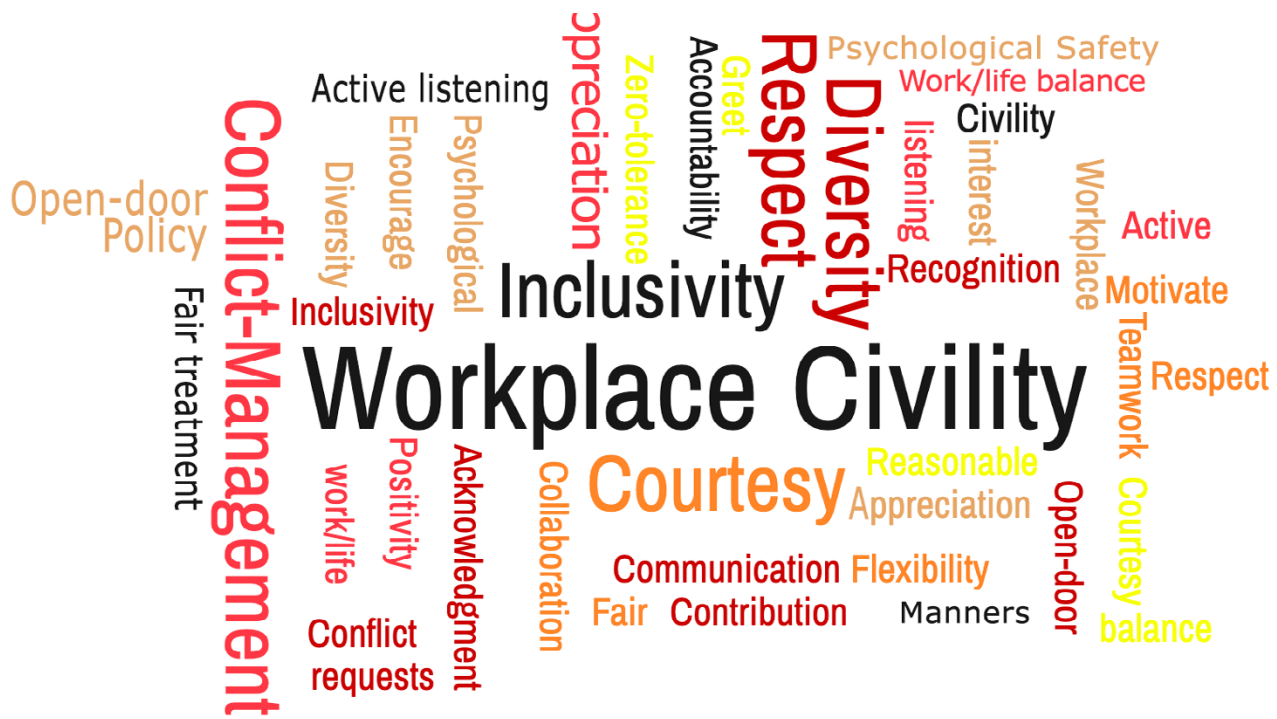 Psychological Safety
Work/life balance
Active listening
ppreciation
Zero-tolerance
Accountability
Greet
Respect
Diversity
Civility
listening
interest
Workplace
Active
Conflict-Management
Encourage
Psychological
Diversity
Open-door
Policy
Recognition
Motivate
Fair treatment
Inclusivity
Inclusivity
Teamwork
Respect
Workplace Civility
Positivity
Acknowledgment
work/life
Collaboration
Courtesy
Reasonable
Appreciation
Open-door
Courtesy
Communication
Flexibility
Fair
Contribution
Manners
balance
Conflict
requests